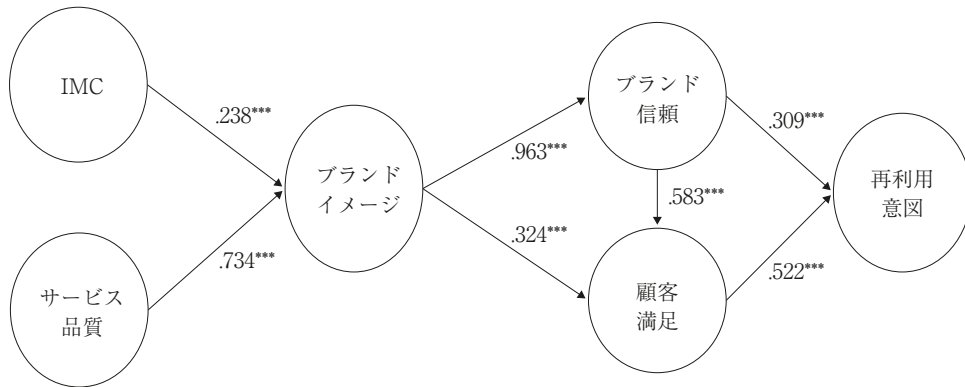 IMC
.238***
サービス
品質
.734***
ブランド
イメージ
.963***
.324***
ブランド
信頼
.583***
顧客
満足
.309***
.522***
再利用
意図